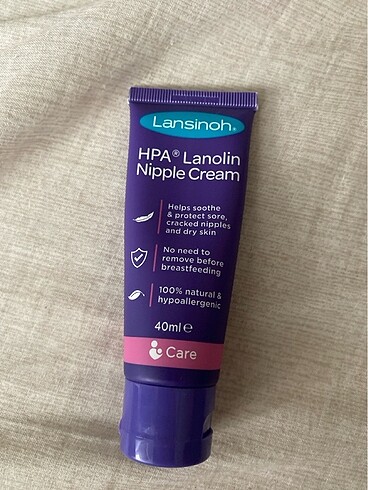 Lansinoh®
HPA® Lanolin
Nipple Cream
Helps soothe
& protect sore,
cracked nipples
and dry skin
No need to
remove before
breastfeeding
100% natural &
hypoallergenic
40ml ℮
Care